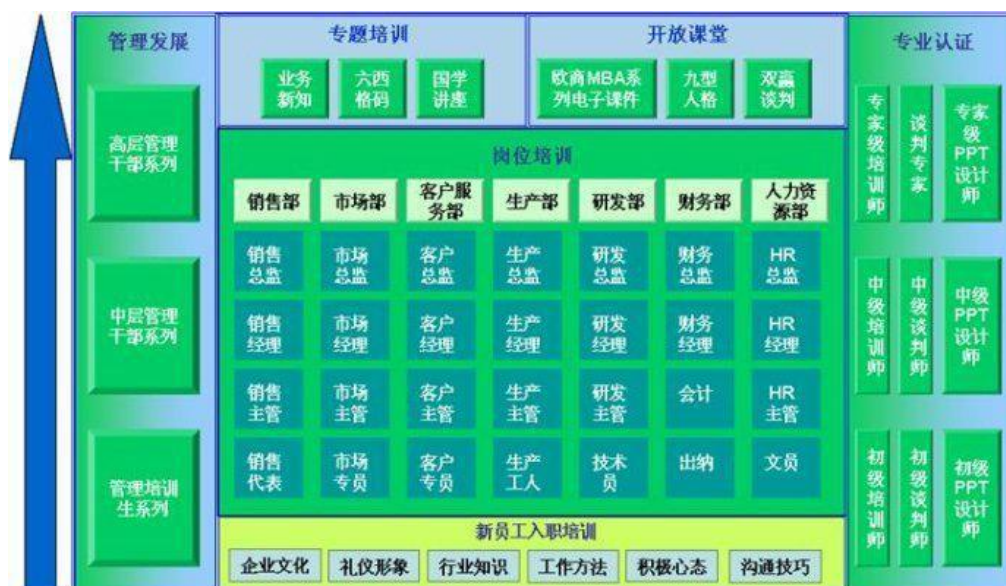 管理发展
高层管理
干部系列
中层管理
干部系列
管理培训
生系列
专题培训
业务
新知
六西
格码
国学
讲座
开放课堂
欧商MBA系
列电子课件
九型
人格
双赢
谈判
岗位培训
销售部
市场部
客户服
务部
生产部
研发部
财务部
人力资
源部
销售
总监
市场
总监
客户
总监
生产
总监
研发
总监
财务
总监
HR
总监
销售
经理
市场
经理
客户
经理
生产
经理
研发
经理
财务
经理
HR
经理
销售
主管
市场
主管
客户
主管
生产
主管
研发
主管
会计
HR
主管
销售
代表
市场
专员
客户
专员
生产
工人
技术
员
出纳
文员
新员工入职培训
企业文化
礼仪形象
行业知识
工作方法
积极心态
沟通技巧
专业认证
专家级培训师
谈判专家
专家
级
PPT
设计
师
中级培训师
中级谈判师
中级
PPT
设计
师
初级培训师
初级谈判师
初级
PPT
设计
师